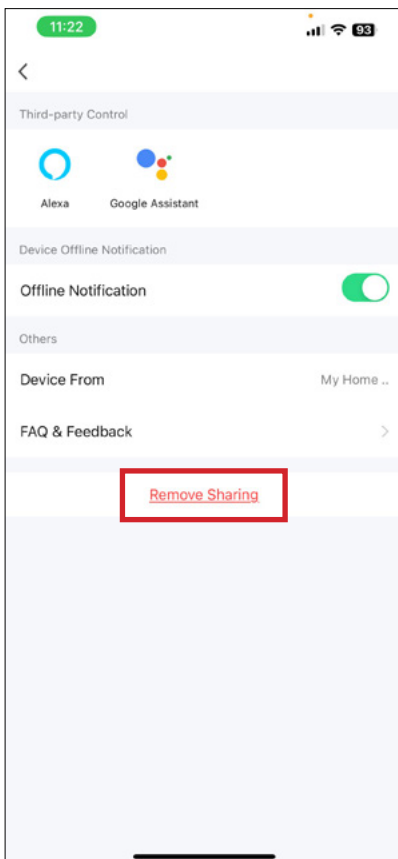 11:22
93
Third-party Control
Alexa Google Assistant
Device Offline Notification
Offline Notification
Others
Device From My Home ..
FAQ & Feedback
Remove Sharing